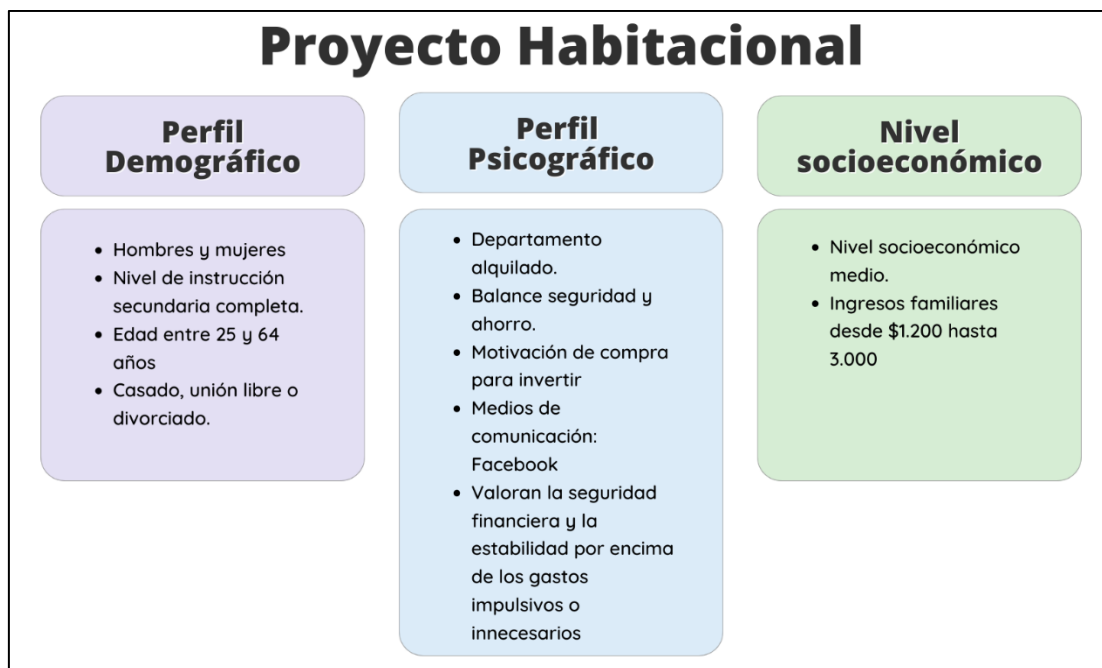 Proyecto Habitacional
Perfil
Demográfico
• Hombres y mujeres
• Nivel de instrucción
secundaria completa.
• Edad entre 25 y 64
años
• Casado, unión libre o
divorciado.
Perfil
Psicográfico
• Departamento
alquilado.
• Balance seguridad y
ahorro.
• Motivación de compra
para invertir
• Medios de
comunicación:
Facebook
• Valoran la seguridad
financiera y la
estabilidad por encima
de los gastos
impulsivos o
innecesarios
Nivel
socioeconómico
• Nivel socioeconómico
medio.
• Ingresos familiares
desde $1.200 hasta
3.000